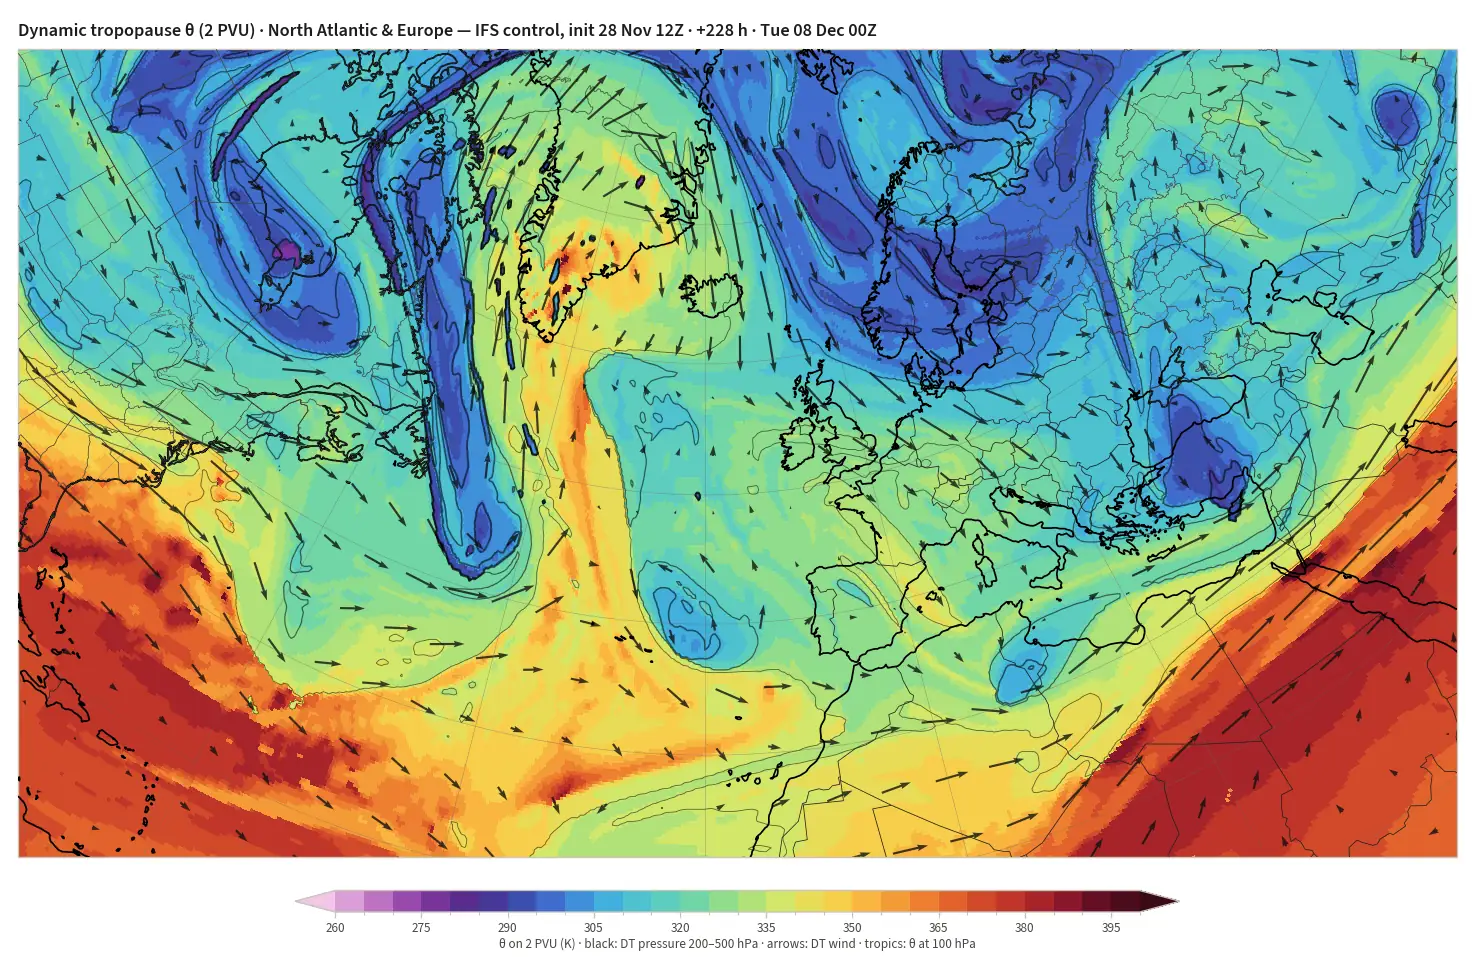 Dynamic tropopause θ (2 PVU) · North Atlantic & Europe — IFS control, init 28 Nov 12Z · +228 h · Tue 08 Dec 00Z
260 275 290 305 320 335 350 365 380 395
θ on 2 PVU (K) · black: DT pressure 200–500 hPa · arrows: DT wind · tropics: θ at 100 hPa